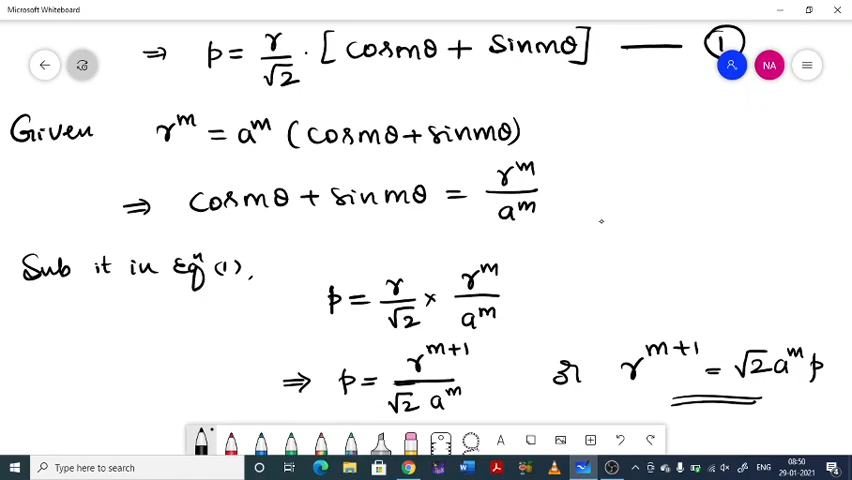 Microsoft Whiteboard
⇒ p = r/√2 · [cosmθ + sinmθ] — ①
NA
Given r^m = a^m (cosmθ + sinmθ)
⇒ cosmθ + sinmθ = r^m/a^m
Sub it in Eqⁿ (1),
p = r/√2 × r^m/a^m
⇒ p = r^(m+1)/(√2 a^m) or r^(m+1) = √2 a^m p
A
Type here to search
ENG
08:50
29-01-2021